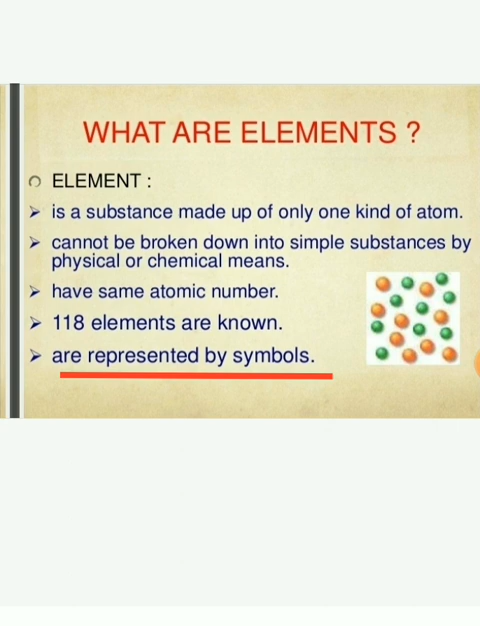 WHAT ARE ELEMENTS ?
ELEMENT :
is a substance made up of only one kind of atom.
cannot be broken down into simple substances by
physical or chemical means.
have same atomic number.
118 elements are known.
are represented by symbols.